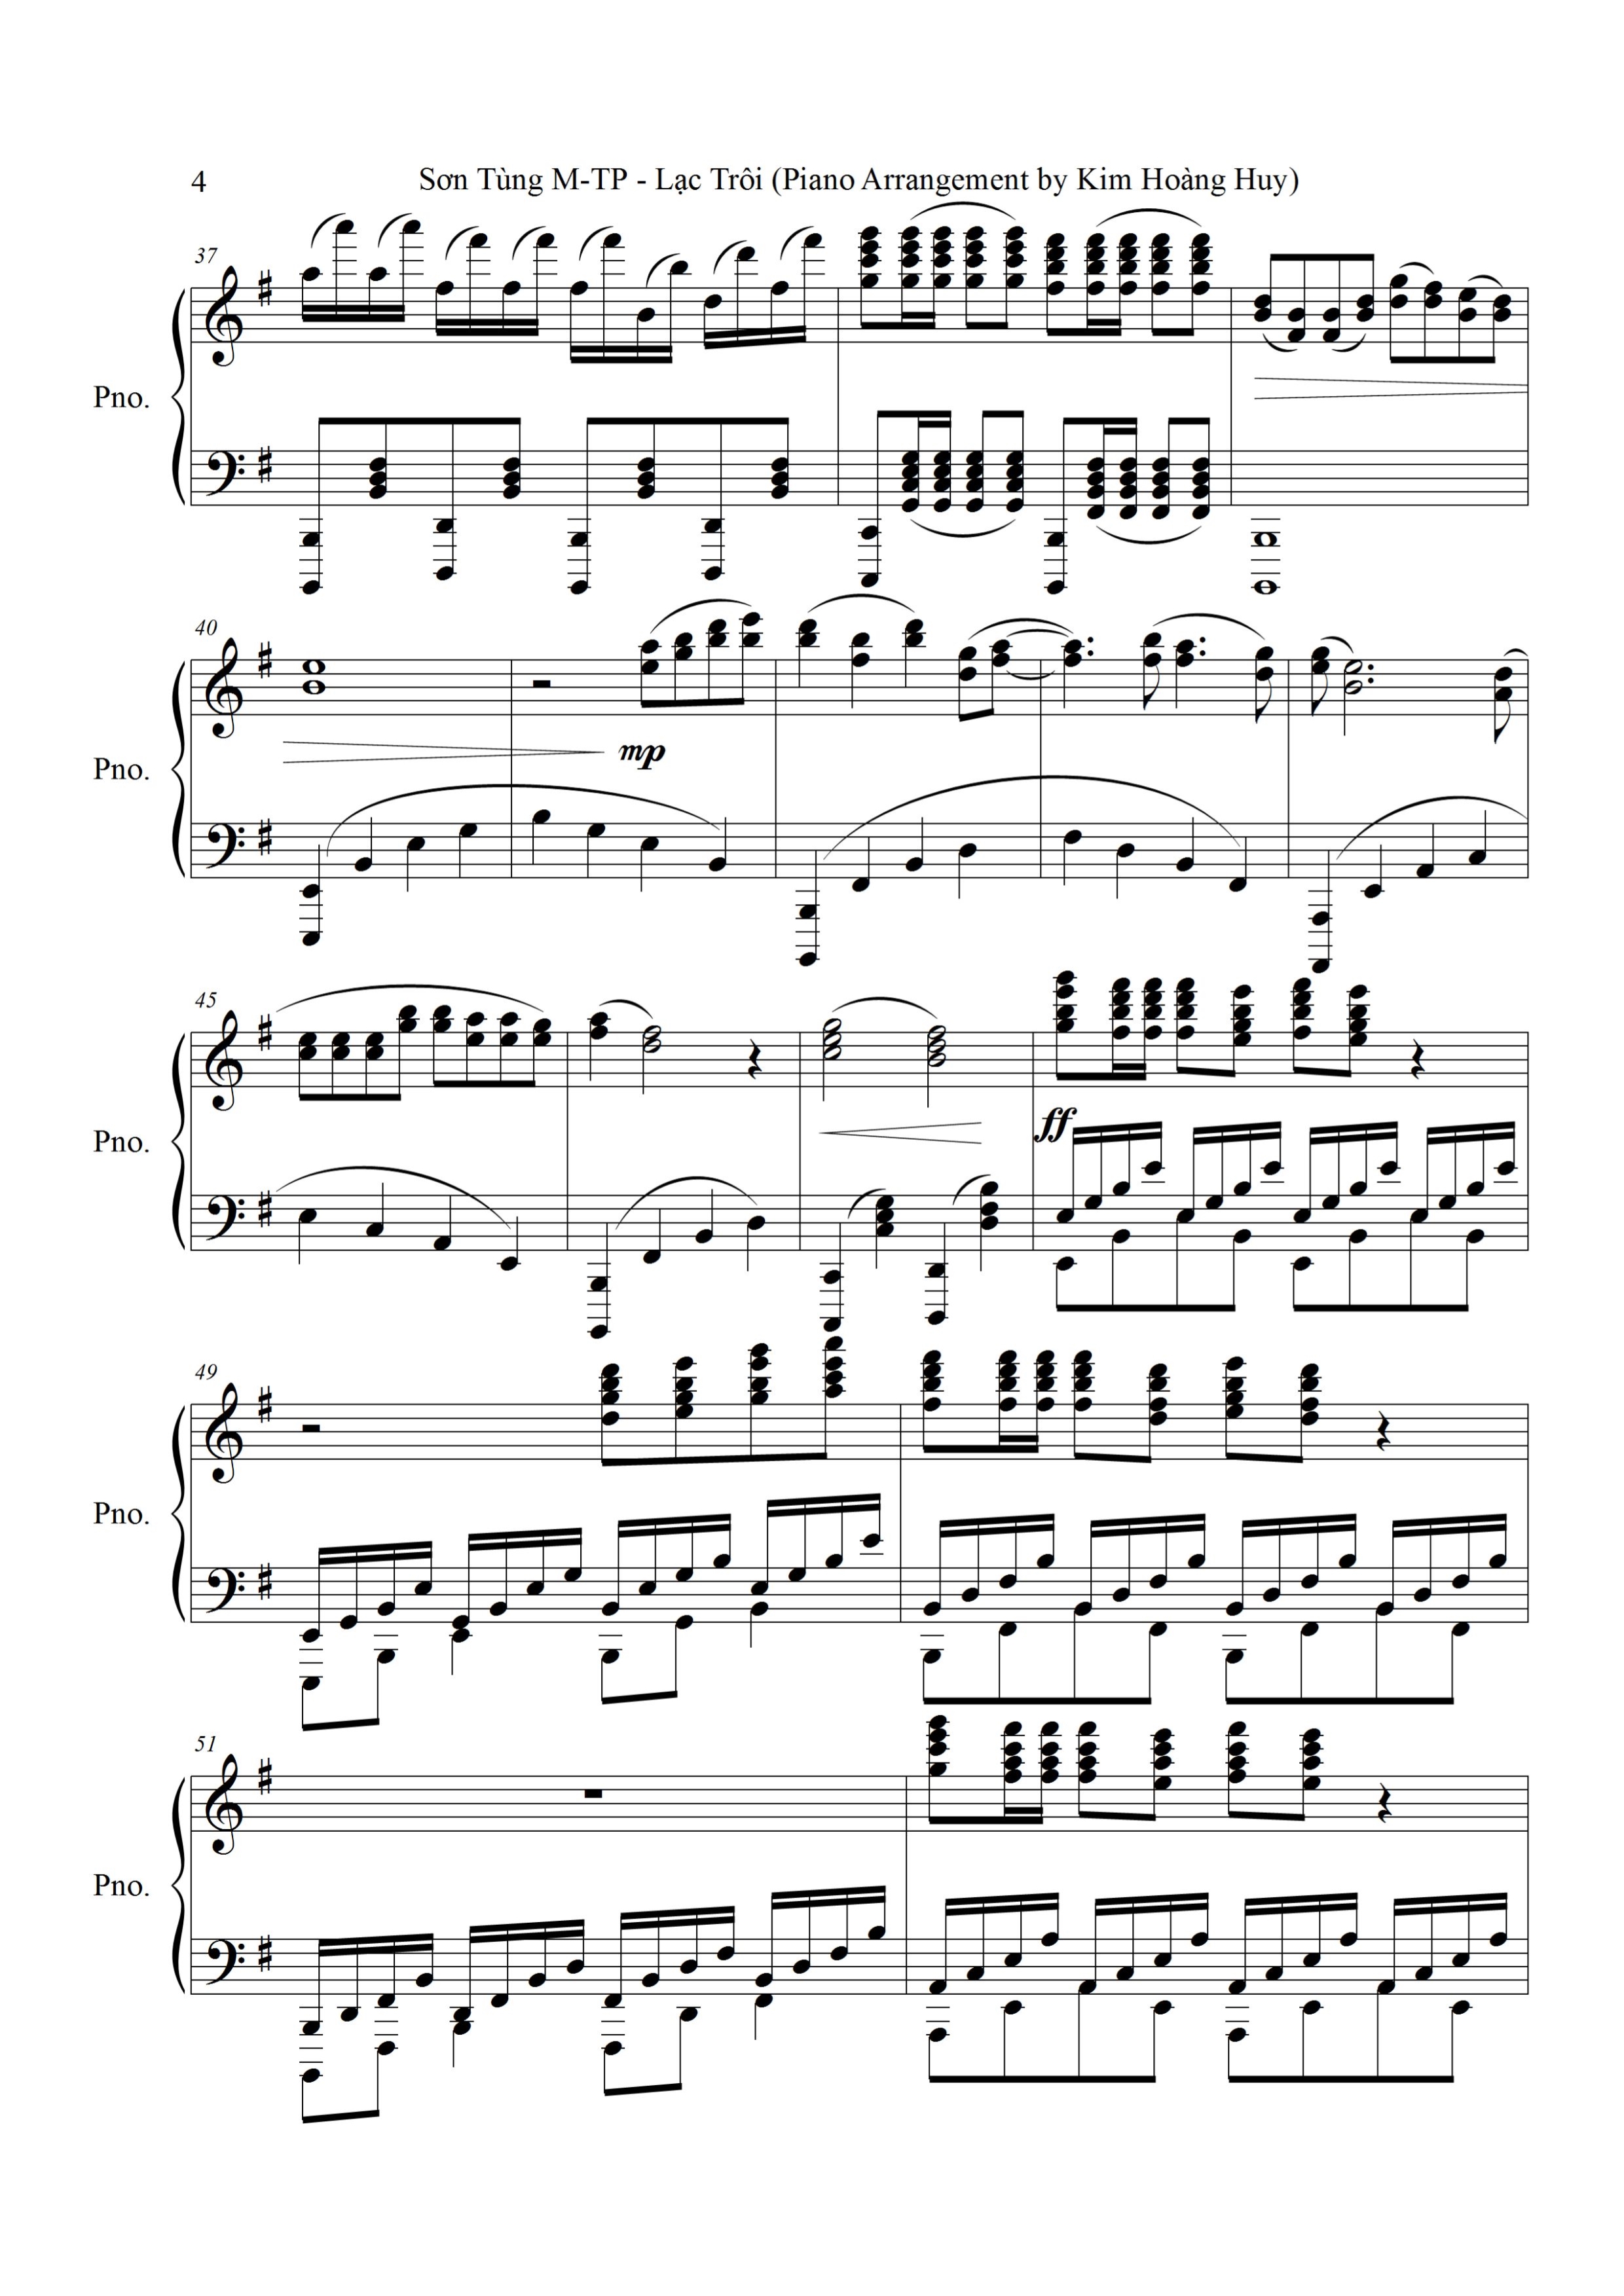 4
Sơn Tùng M-TP - Lạc Trôi (Piano Arrangement by Kim Hoàng Huy)
37
Pno.
40
Pno.
mp
45
Pno.
ff
49
Pno.
51
Pno.